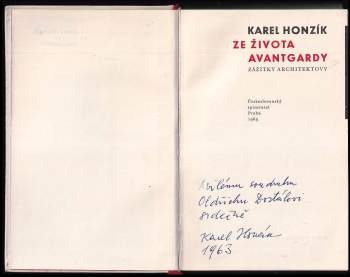 KAREL HONZÍK
ZE ŽIVOTA
AVANTGARDY
ZÁŽITKY ARCHITEKTOVY
Československý
spisovatel
Praha
1963
Milému soudruhu
Oldřichu Dostálovi
srdečně
Karel Honzík
1963